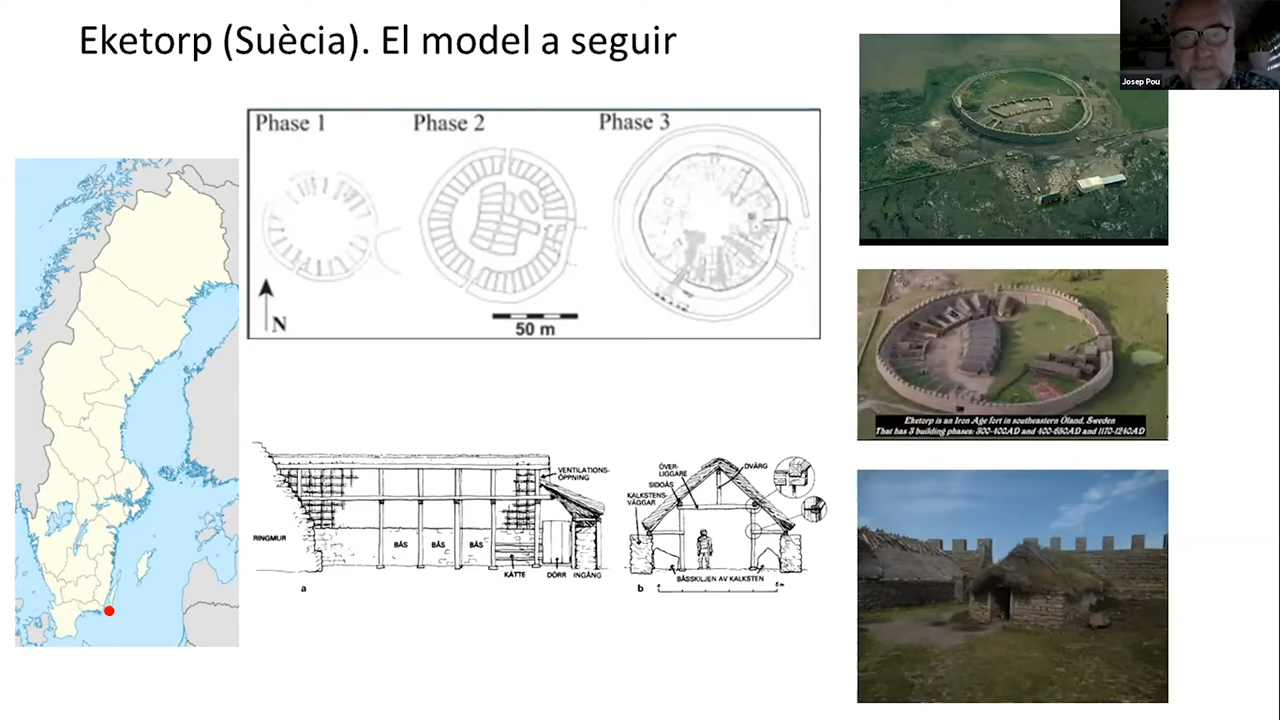 Eketorp (Suècia). El model a seguir
Josep Pou
Phase 1
Phase 2
Phase 3
N
50 m
VENTILATIONS-
ÖPPNING
RINGMUR
BÅS
BÅS
BÅS
KÄTTE
DÖRR
INGÅNG
a
ÖVER-
LIGGARE
DVÄRG
SIDOÅS
KALKSTENS-
VÄGGAR
BÅSSKILJEN AV KALKSTEN
b
5 m
Eketorp is an Iron Age fort in southeastern Öland, Sweden
That has 3 building phases: 300-400AD and 400-650AD and 1170-1240AD